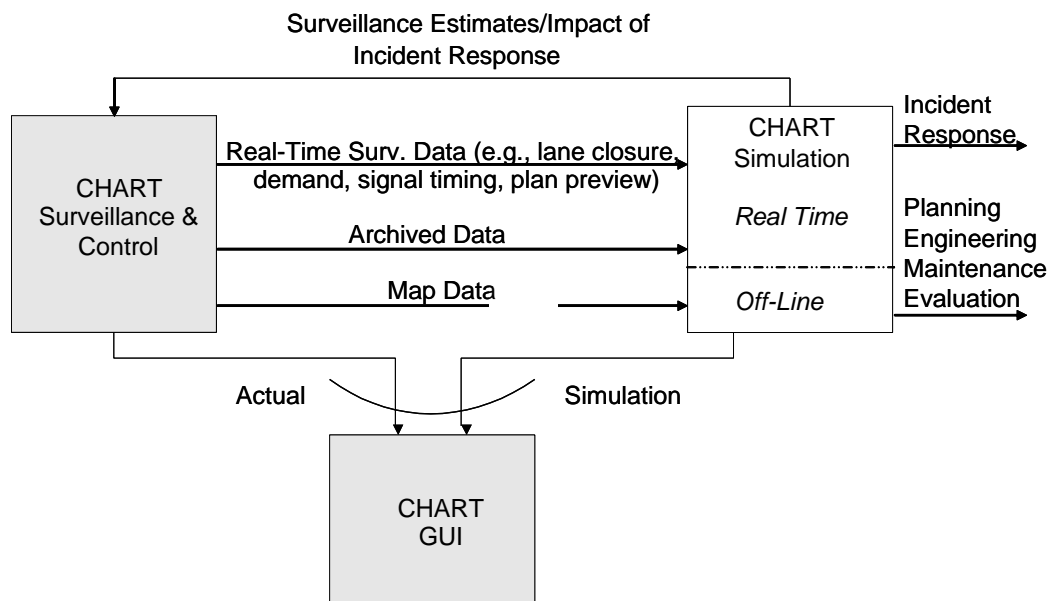 Surveillance Estimates/Impact of
Incident Response
CHART
Surveillance &
Control
Real-Time Surv. Data (e.g., lane closure,
demand, signal timing, plan preview)
Archived Data
Map Data
CHART
Simulation
Real Time
Off-Line
Incident
Response
Planning
Engineering
Maintenance
Evaluation
Actual
Simulation
CHART
GUI